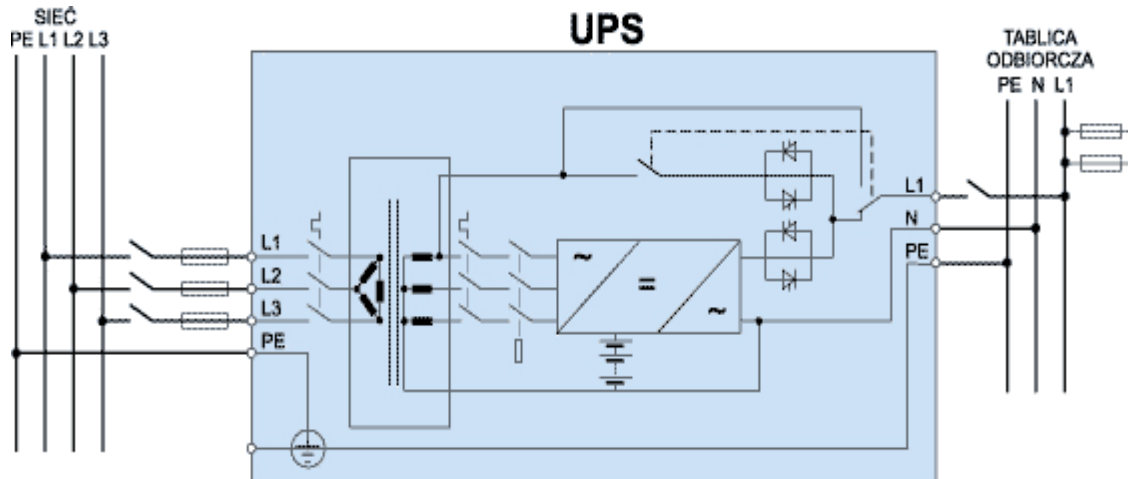 SIEĆ
PE L1 L2 L3
UPS
TABLICA
ODBIORCZA
PE N L1
L1
L2
L3
PE
L1
N
PE